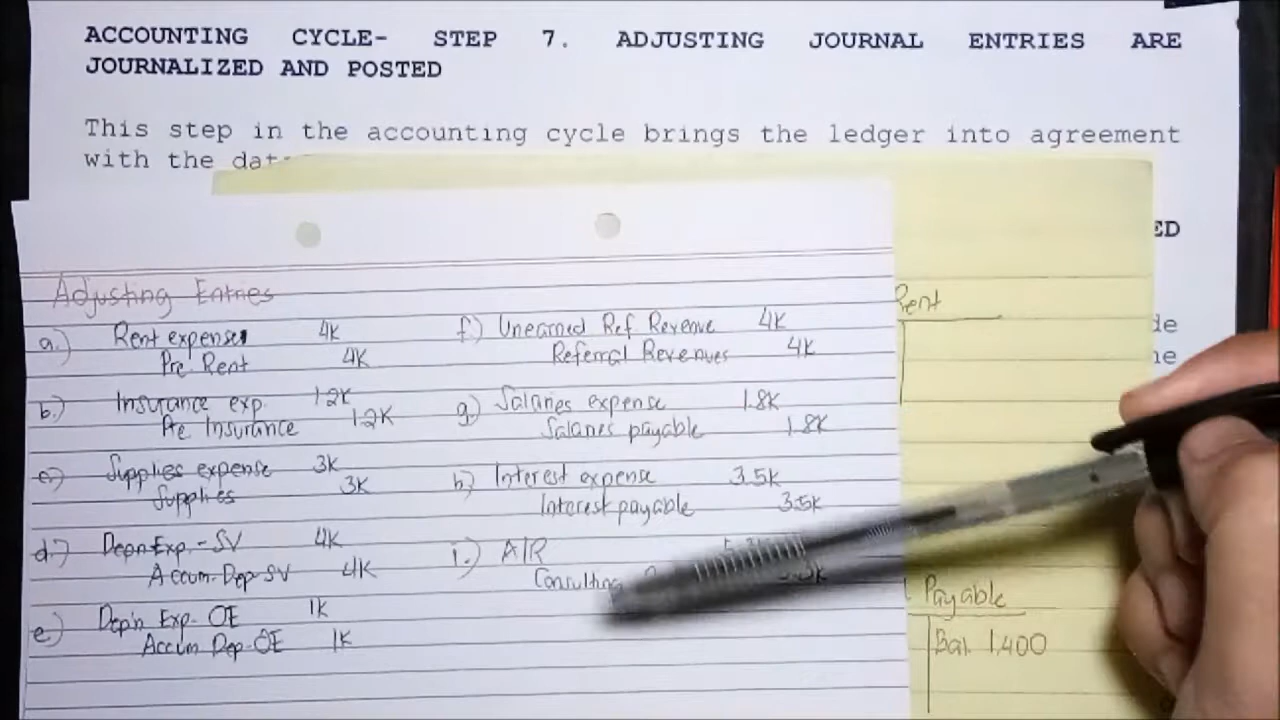 ACCOUNTING CYCLE- STEP 7. ADJUSTING JOURNAL ENTRIES ARE
JOURNALIZED AND POSTED
This step in the accounting cycle brings the ledger into agreement
with the
ED
Adjusting Entries
a.) Rent expense 4K
Pre. Rent 4K
b.) Insurance exp. 1.2K
Pre Insurance 1.2K
Supplies expense 3K
Supplies 3K
d.) Dep'n Exp. - SV 4K
Accum. Dep-SV 4K
e.) Dep'n Exp. OE 1K
Accum Dep-OE 1K
f.) Unearned Ref Revenue 4K
Referral Revenues 4K
g.) Salaries expense 1.8K
Salaries payable 1.8K
h.) Interest expense 3.5K
Interest payable 3.5K
i.) A/R
Consulting
Rent
de
Payable
Bal. 1,400